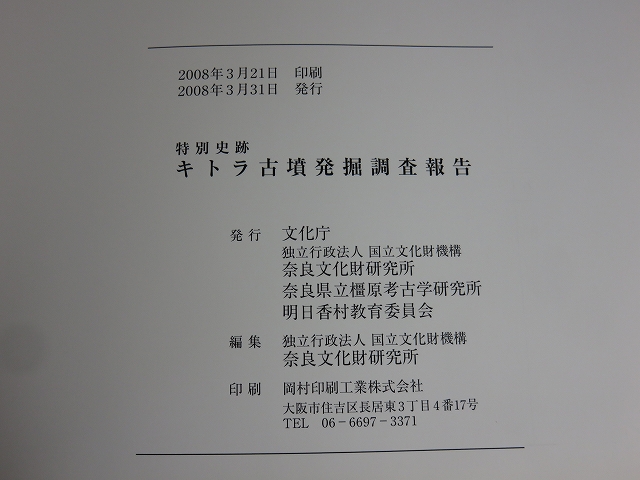 2008年3月21日　印刷
2008年3月31日　発行
特別史跡
キトラ古墳発掘調査報告
発行　文化庁
独立行政法人 国立文化財機構
奈良文化財研究所
奈良県立橿原考古学研究所
明日香村教育委員会
編集　独立行政法人 国立文化財機構
奈良文化財研究所
印刷　岡村印刷工業株式会社
大阪市住吉区長居東3丁目4番17号
TEL　06－6697－3371